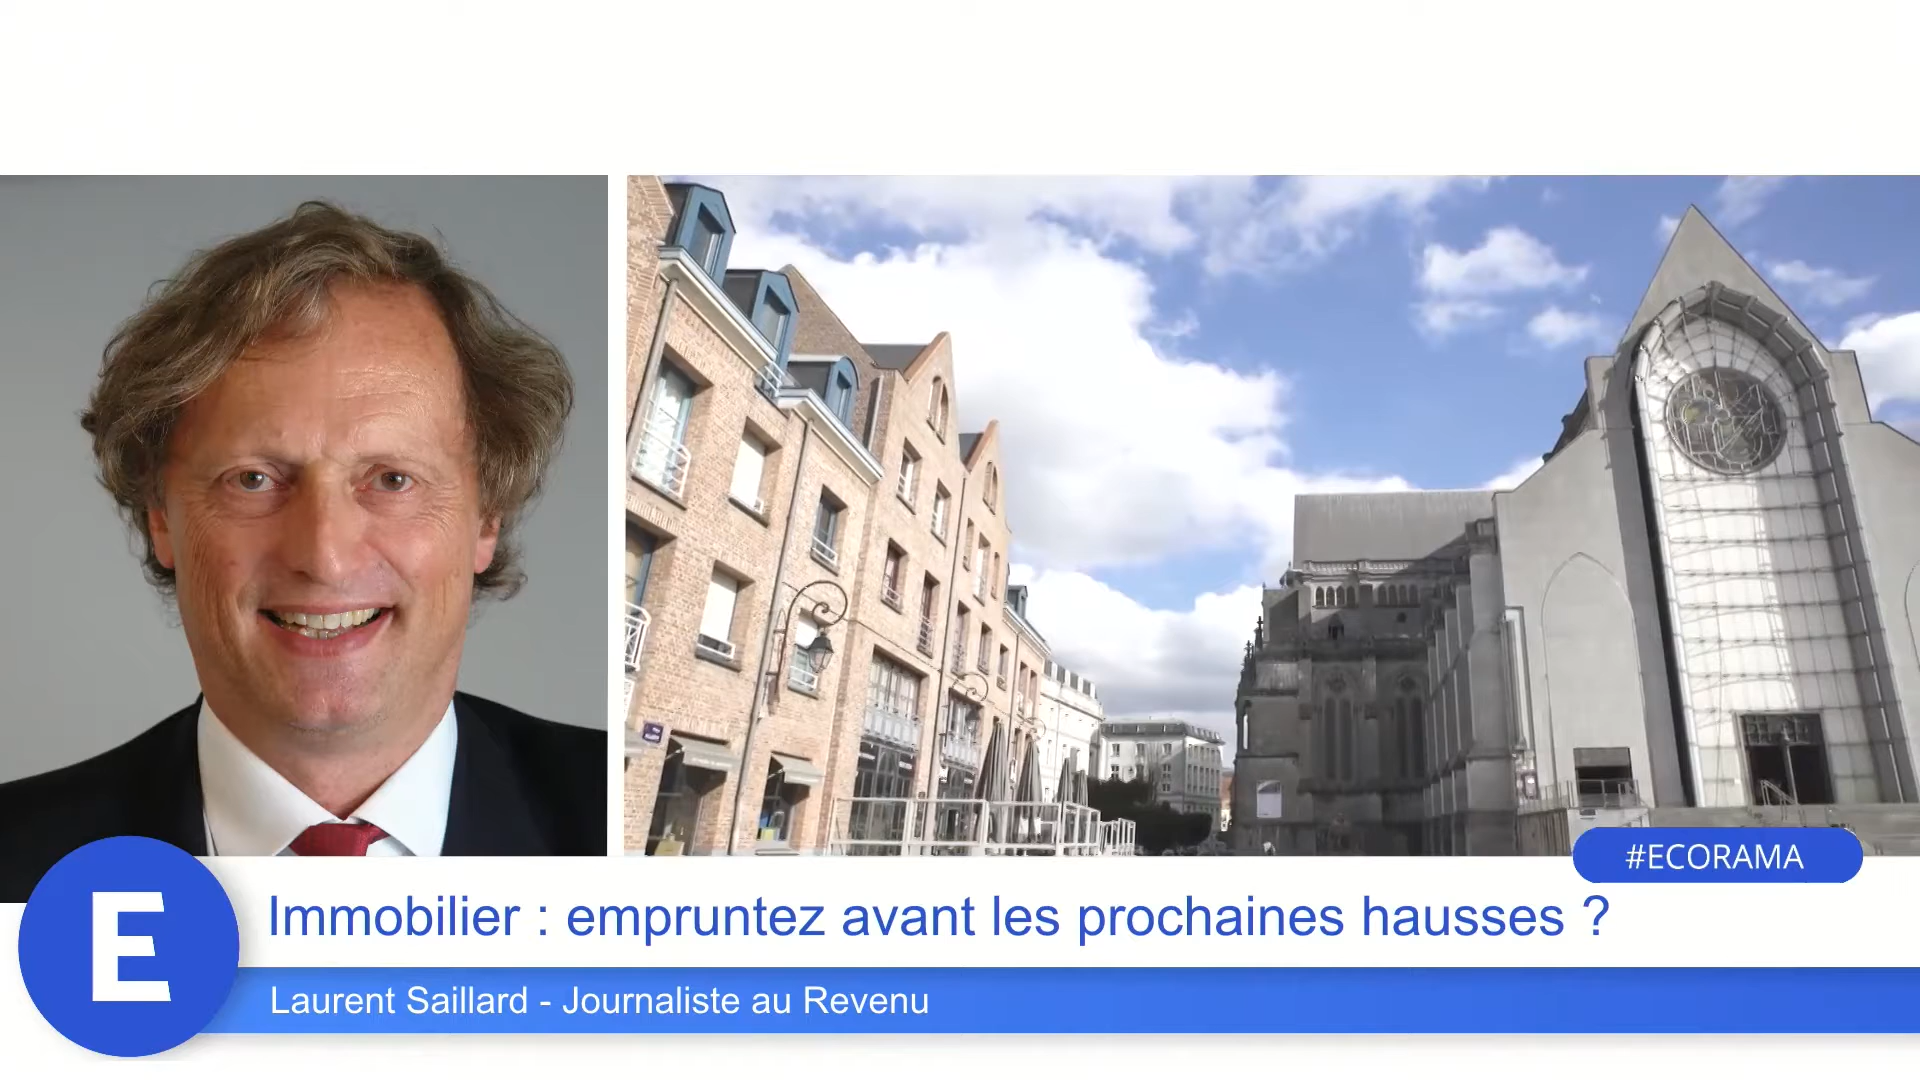 #ECORAMA
E
Immobilier : empruntez avant les prochaines hausses ?
Laurent Saillard - Journaliste au Revenu